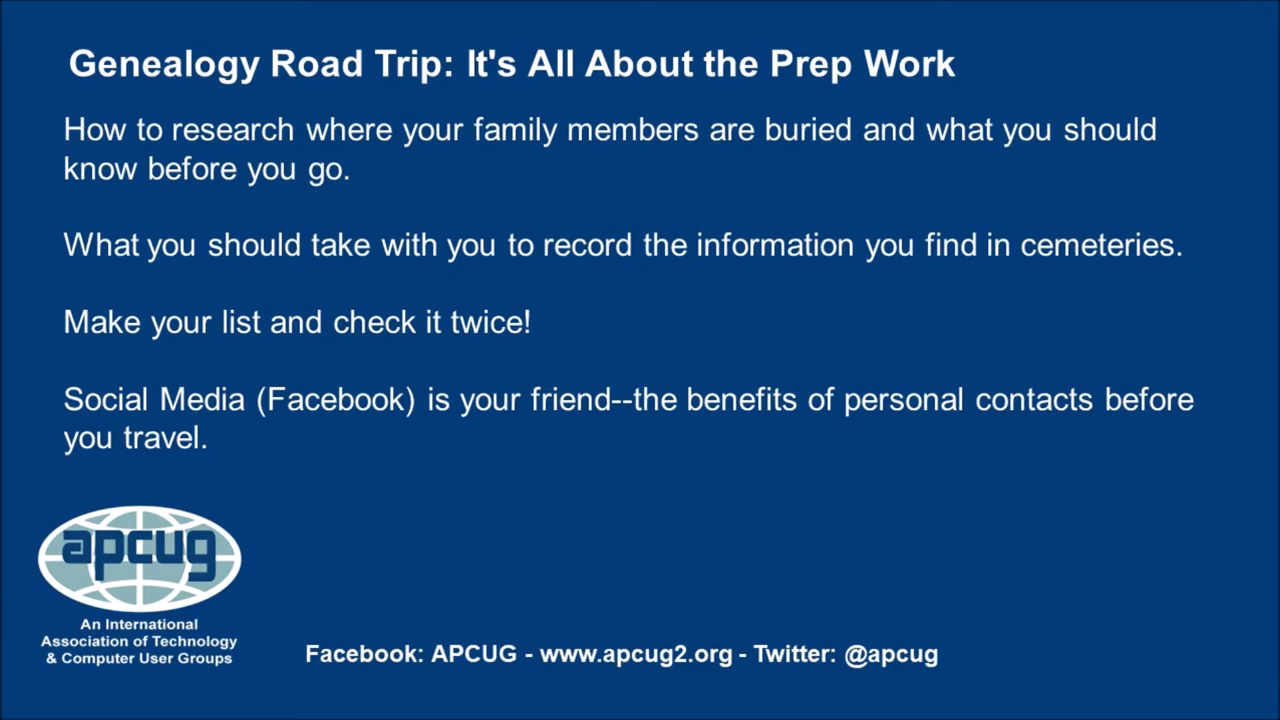 Genealogy Road Trip: It's All About the Prep Work
How to research where your family members are buried and what you should
know before you go.
What you should take with you to record the information you find in cemeteries.
Make your list and check it twice!
Social Media (Facebook) is your friend--the benefits of personal contacts before
you travel.
apcug
An International
Association of Technology
& Computer User Groups
Facebook: APCUG - www.apcug2.org - Twitter: @apcug